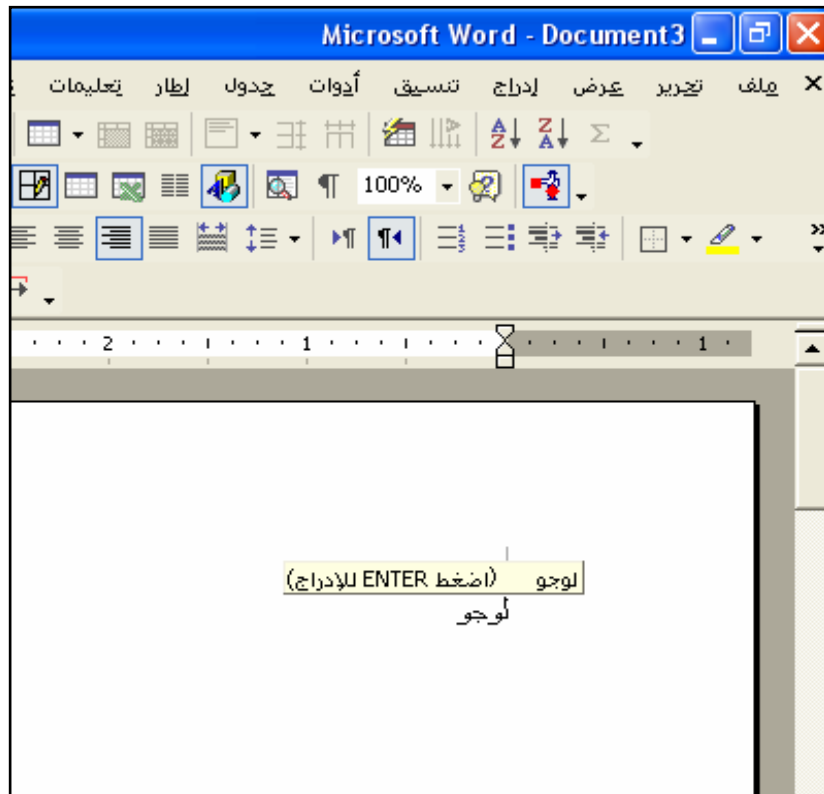 Microsoft Word - Document3
ملف تحرير عرض إدراج تنسيق أدوات جدول إطار تعليمات
100%
2 1 1
لوجو (اضغط ENTER للإدراج)
لوجو